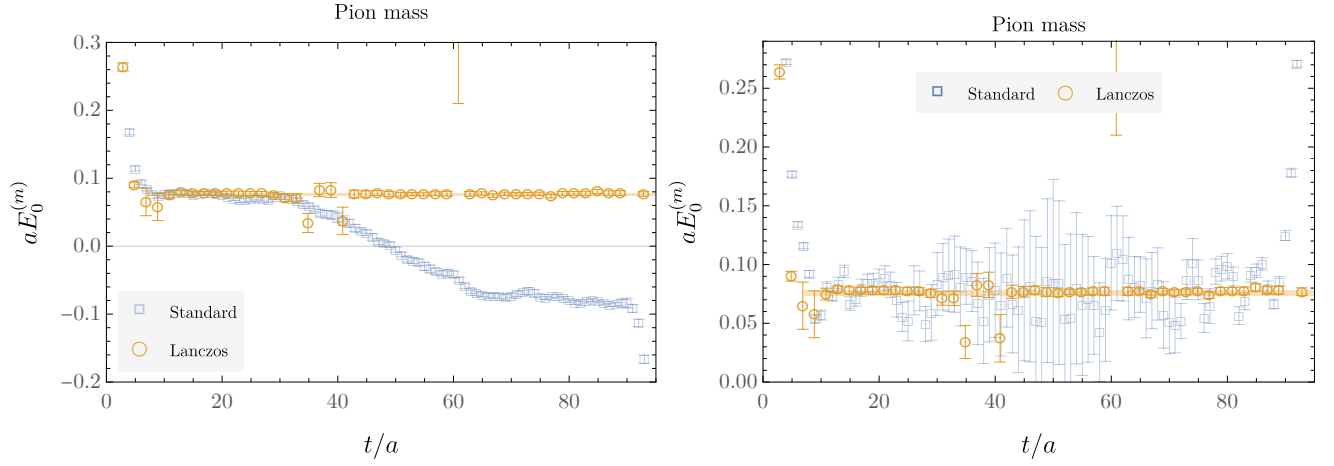 Pion mass
0.3
0.2
0.1
0.0
−0.1
−0.2
aE_0^{(m)}
Standard
Lanczos
0 20 40 60 80
t/a
Pion mass
0.25
0.20
0.15
0.10
0.05
0.00
aE_0^{(m)}
Standard Lanczos
0 20 40 60 80
t/a